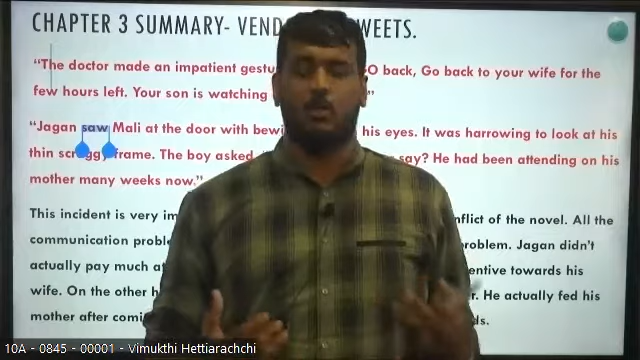 CHAPTER 3 SUMMARY- VEND WEETS.
"The doctor made an impatient gestu O back, Go back to your wife for the
few hours left. Your son is watching "
"Jagan saw Mali at the door with bewi his eyes. It was harrowing to look at his
thin scraggy frame. The boy asked say? He had been attending on his
mother many weeks now."
This incident is very im nflict of the novel. All the
communication probl problem. Jagan didn't
actually pay much at entive towards his
wife. On the other h r. He actually fed his
mother after comi ds.
10A - 0845 - 00001 - Vimukthi Hettiarachchi